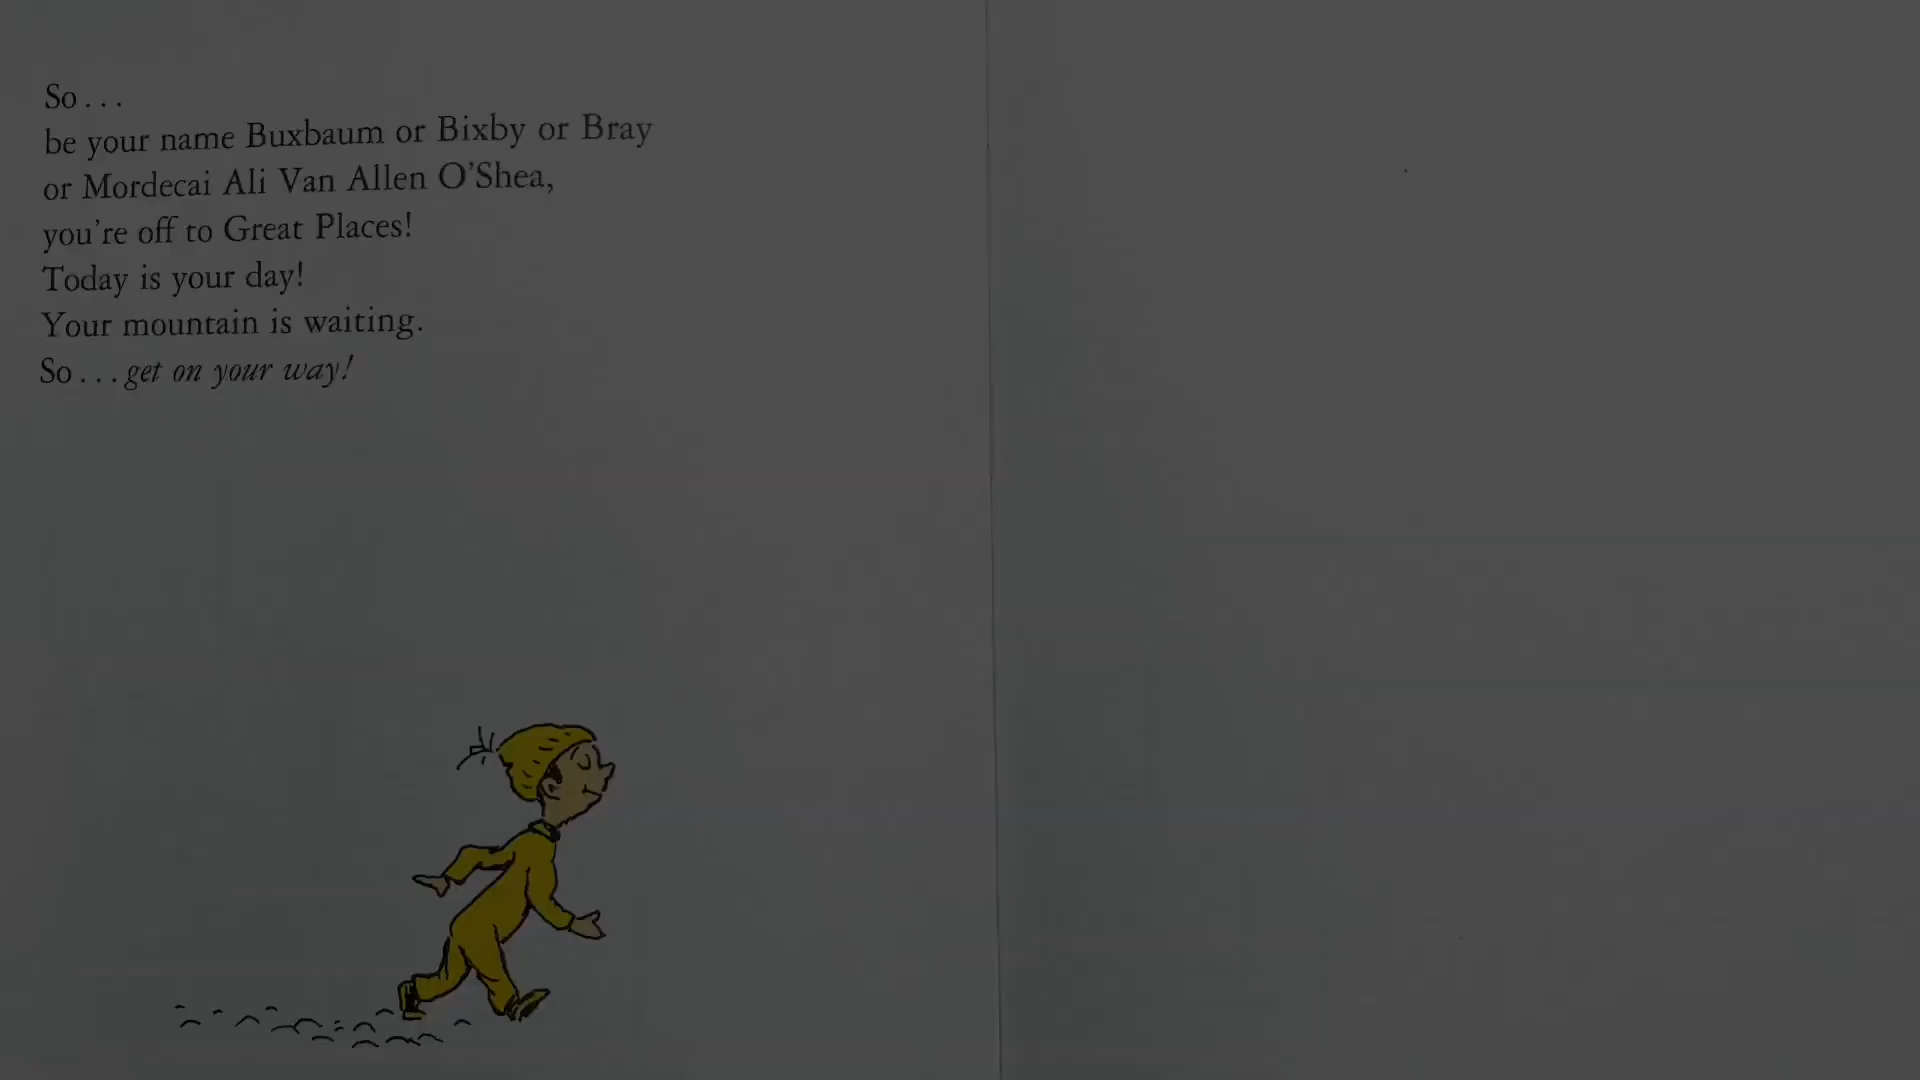 So...
be your name Buxbaum or Bixby or Bray
or Mordecai Ali Van Allen O'Shea,
you're off to Great Places!
Today is your day!
Your mountain is waiting.
So...get on your way!